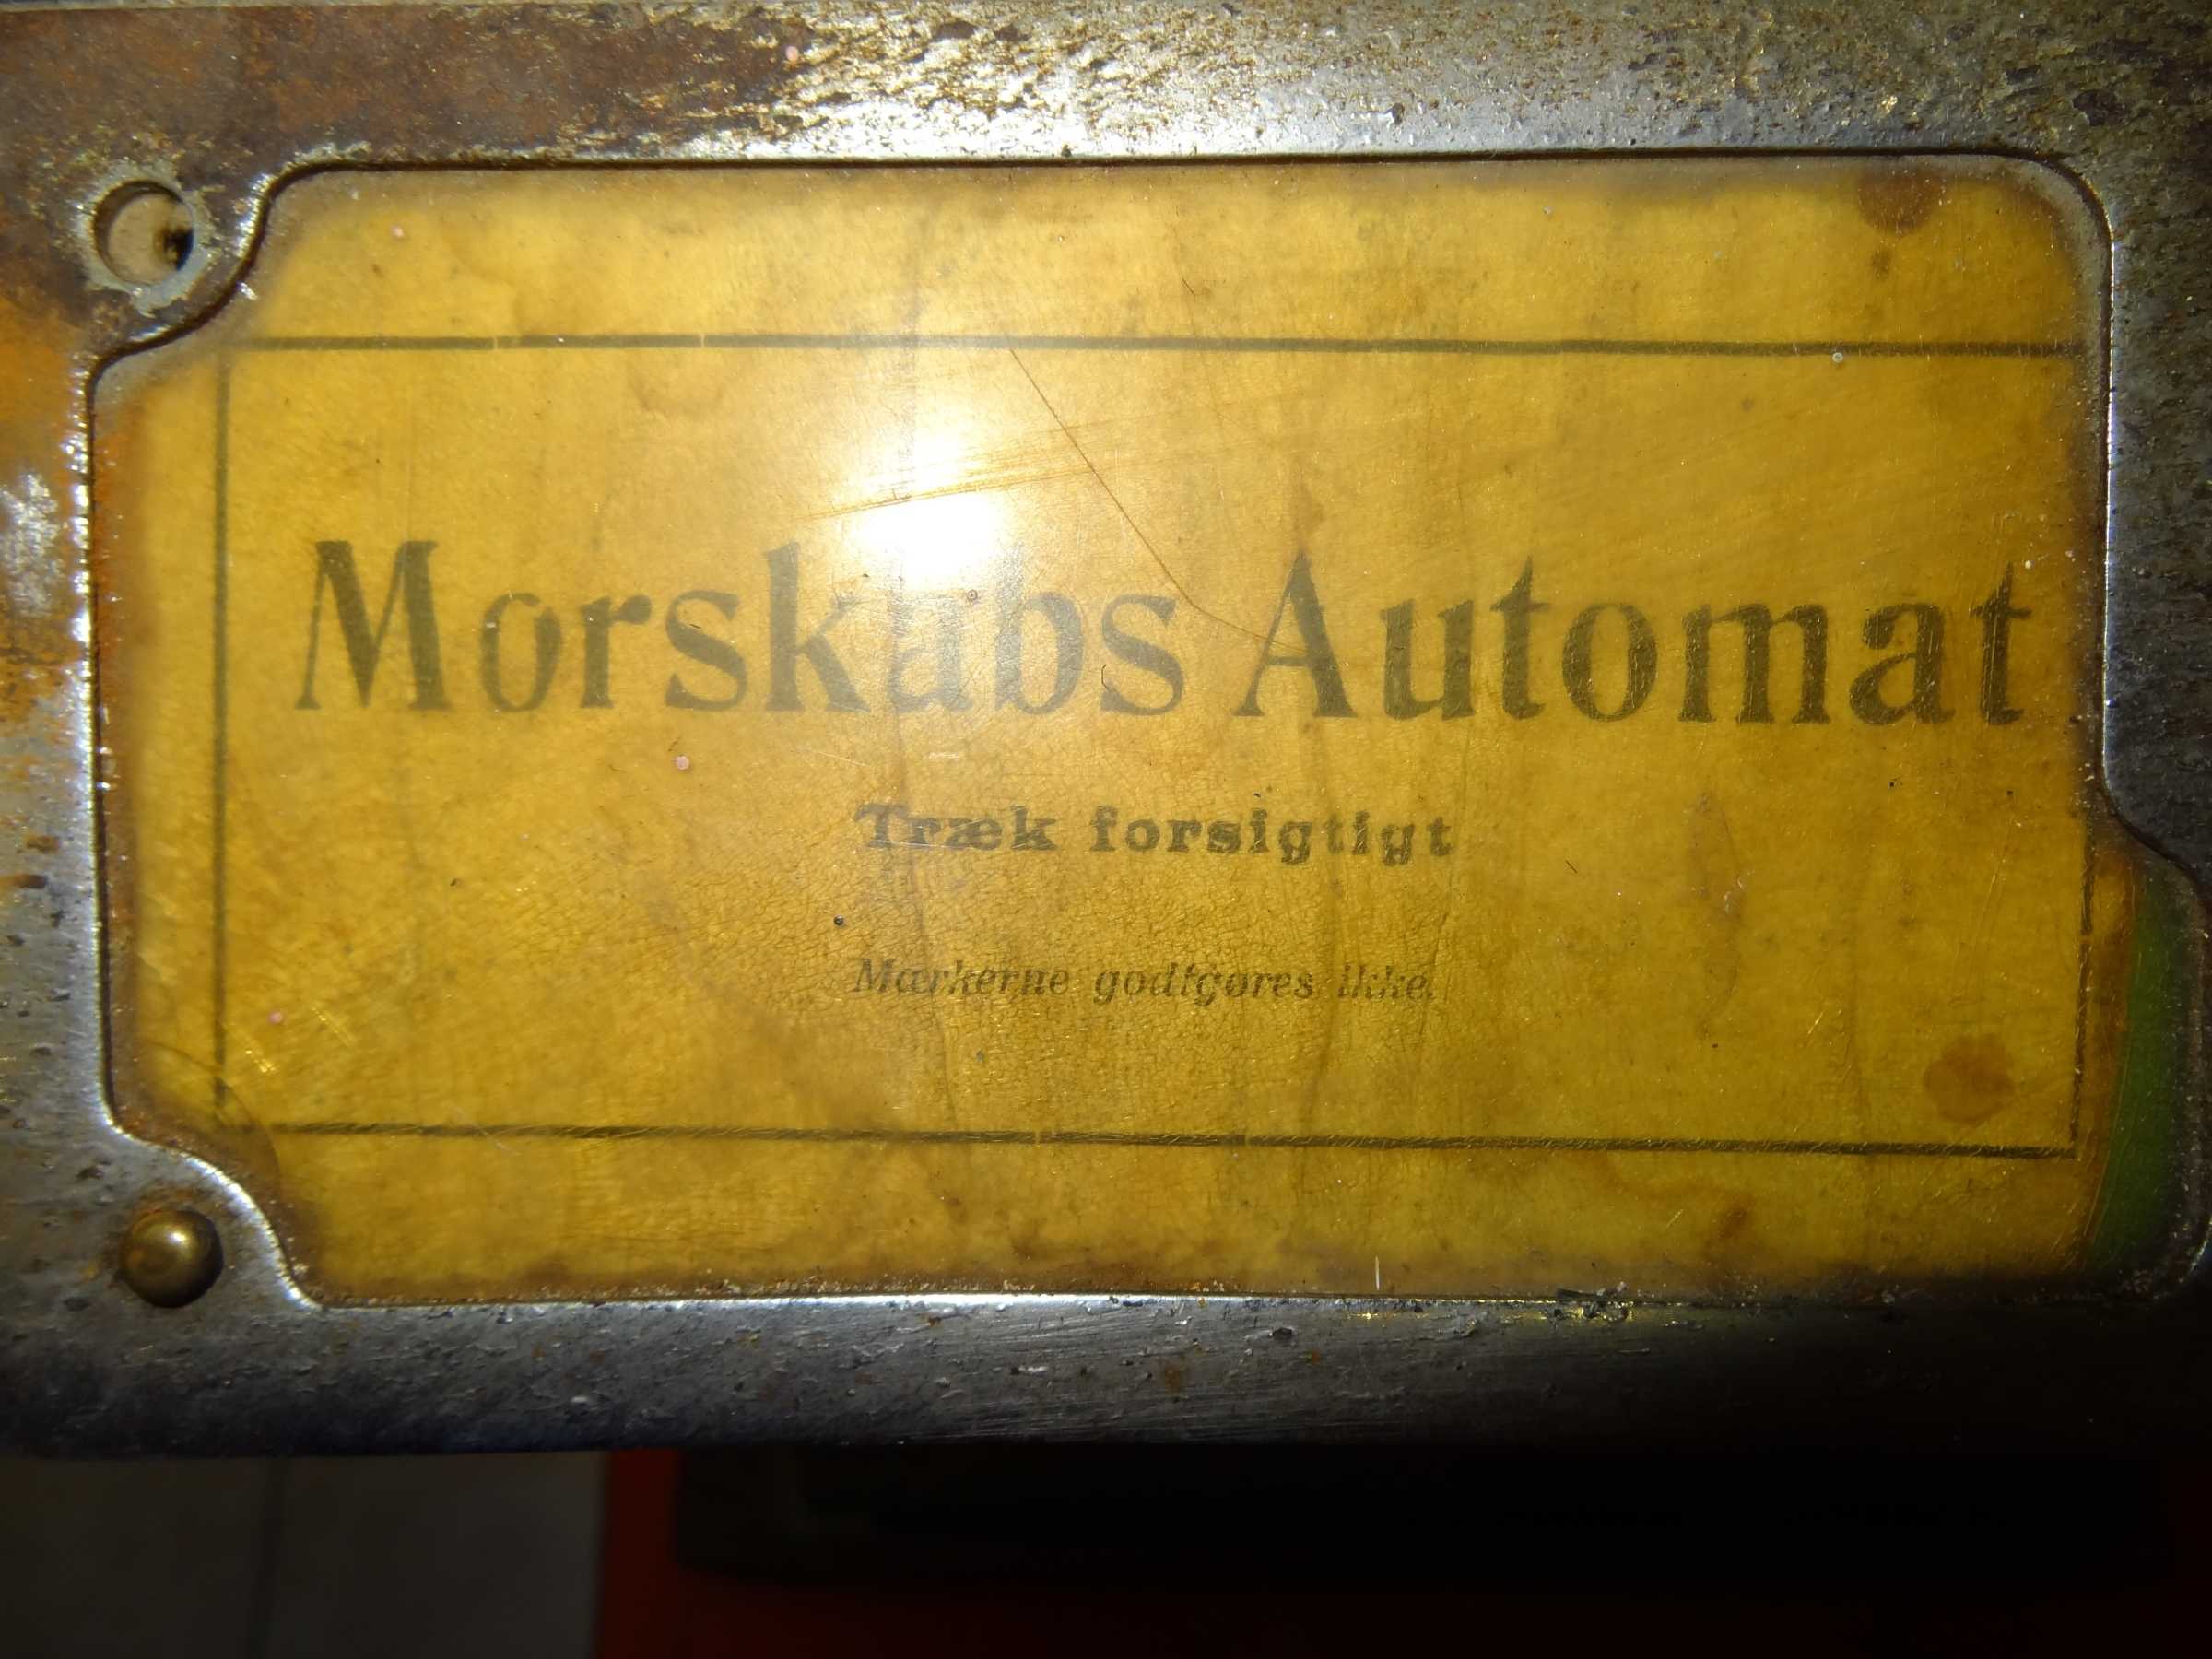 Morskabs Automat
Træk forsigtigt
Mærkerne godtgøres ikke.